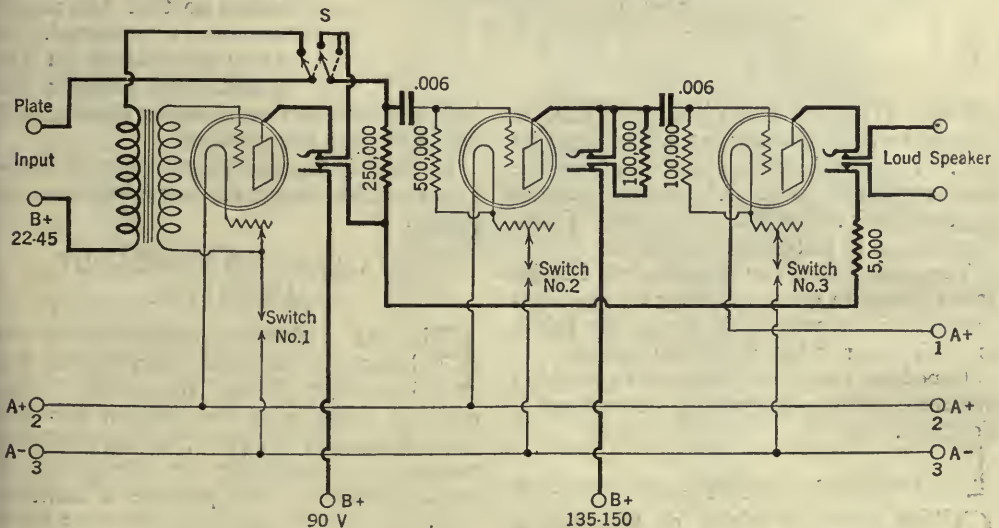 S
.006
.006
Plate
Input
B+
22-45
250,000
500,000
100,000
100,000
Loud Speaker
5,000
Switch
No.1
Switch
No.2
Switch
No.3
A+
1
A+
2
A+
2
A-
3
A-
3
B+
90 V
B+
135-150